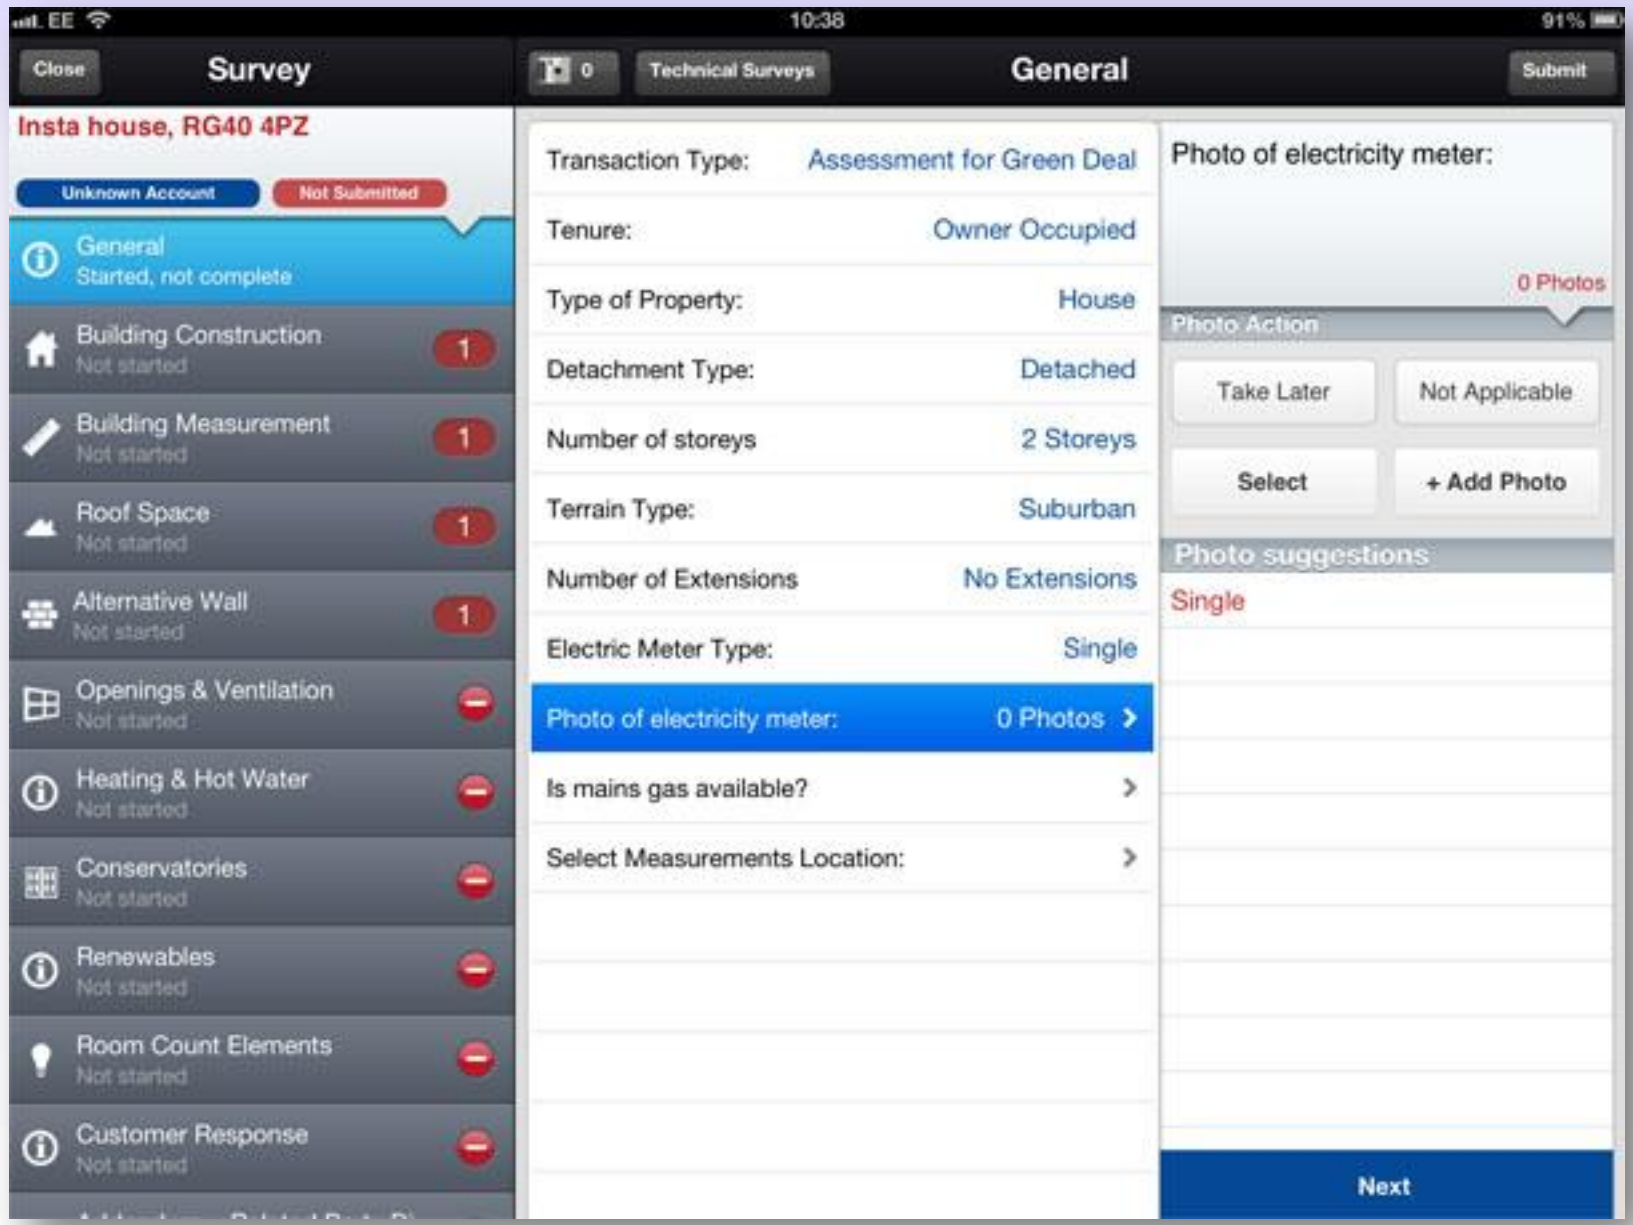 EE
10:38
91%
Close
Survey
0
Technical Surveys
General
Submit
Insta house, RG40 4PZ
Unknown Account
Not Submitted
General
Started, not complete
Building Construction
Not started
1
Building Measurement
Not started
1
Roof Space
Not started
1
Alternative Wall
Not started
1
Openings & Ventilation
Not started
Heating & Hot Water
Not started
Conservatories
Not started
Renewables
Not started
Room Count Elements
Not started
Customer Response
Not started
Transaction Type: Assessment for Green Deal
Tenure: Owner Occupied
Type of Property: House
Detachment Type: Detached
Number of storeys 2 Storeys
Terrain Type: Suburban
Number of Extensions No Extensions
Electric Meter Type: Single
Photo of electricity meter: 0 Photos
Is mains gas available?
Select Measurements Location:
Photo of electricity meter:
0 Photos
Photo Action
Take Later
Not Applicable
Select
+ Add Photo
Photo suggestions
Single
Next